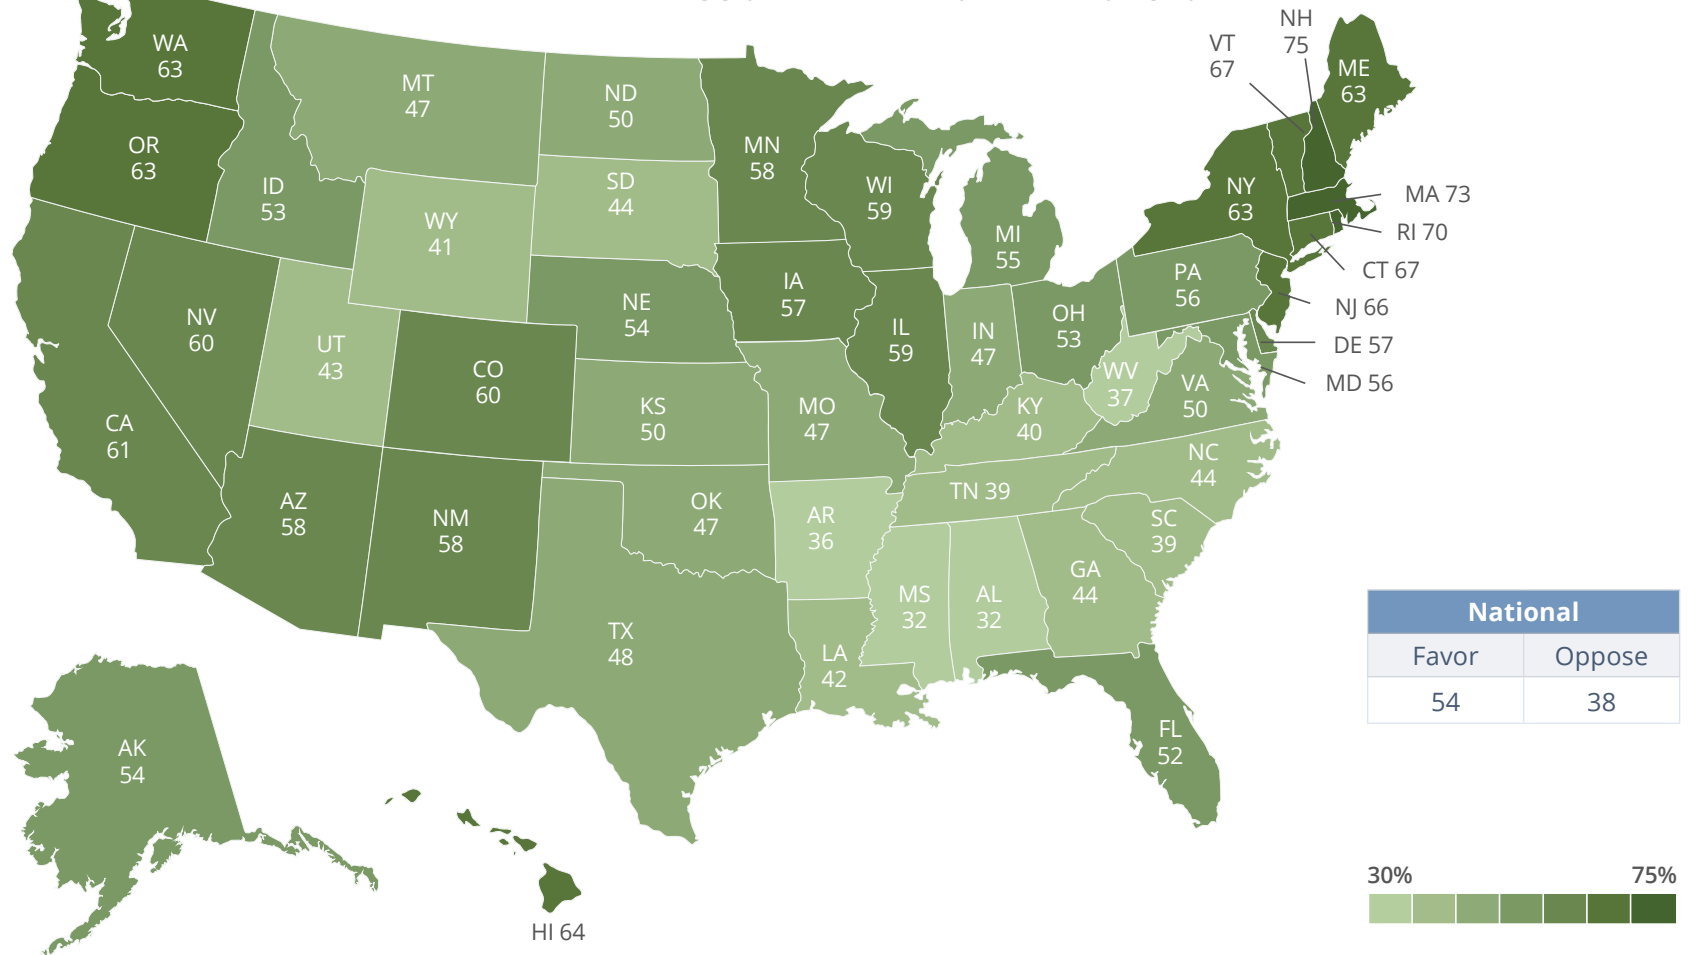 NH
75
VT
67
WA
63
ME
63
MT
47
ND
50
OR
63
MN
58
ID
53
SD
44
WI
59
NY
63
MA 73
WY
41
MI
55
RI 70
CT 67
PA
56
IA
57
NE
54
NJ 66
NV
60
OH
53
IL
59
IN
47
DE 57
UT
43
CO
60
WV
37
VA
50
MD 56
CA
61
KS
50
MO
47
KY
40
NC
44
AZ
58
NM
58
OK
47
TN 39
AR
36
SC
39
MS
32
AL
32
GA
44
TX
48
LA
42
National
Favor Oppose
54 38
FL
52
AK
54
HI 64
30% 75%